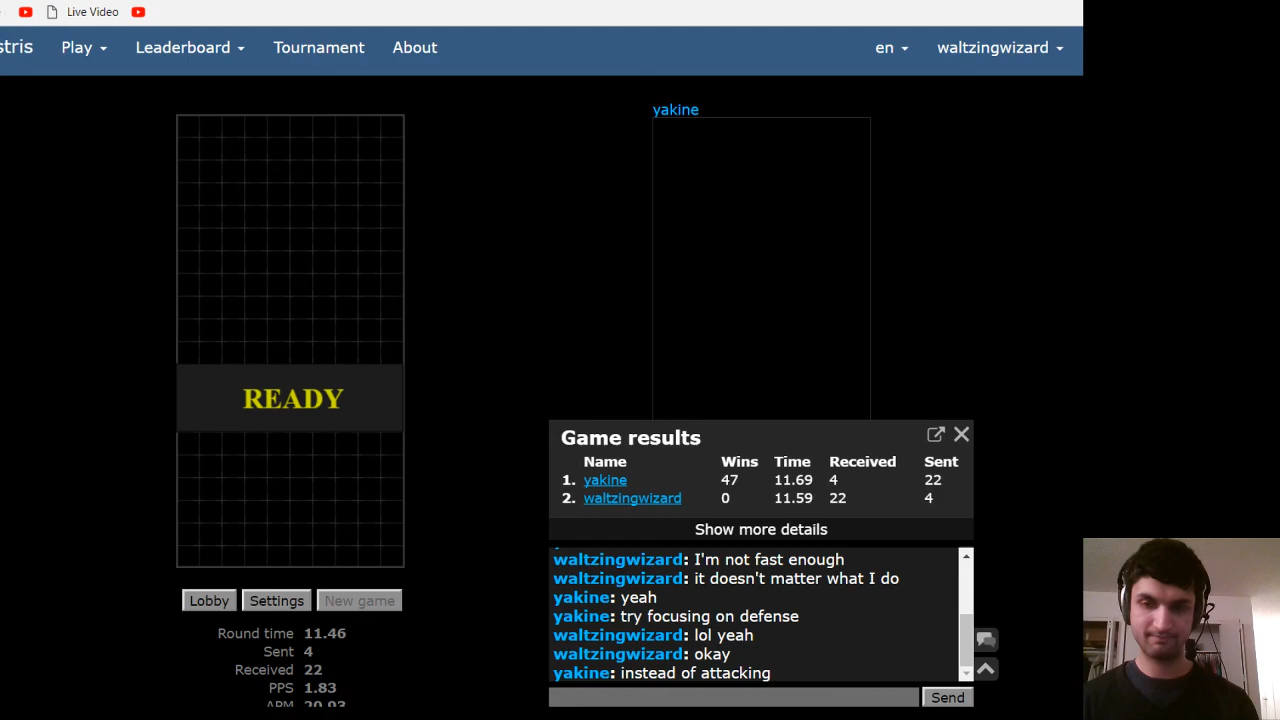 Live Video
stris Play Leaderboard Tournament About en waltzingwizard
yakine
READY
Game results
Name Wins Time Received Sent
1. yakine 47 11.69 4 22
2. waltzingwizard 0 11.59 22 4
Show more details
waltzingwizard: I'm not fast enough
waltzingwizard: it doesn't matter what I do
yakine: yeah
yakine: try focusing on defense
waltzingwizard: lol yeah
waltzingwizard: okay
yakine: instead of attacking
Send
Lobby Settings New game
Round time 11.46
Sent 4
Received 22
PPS 1.83
APM 20.93